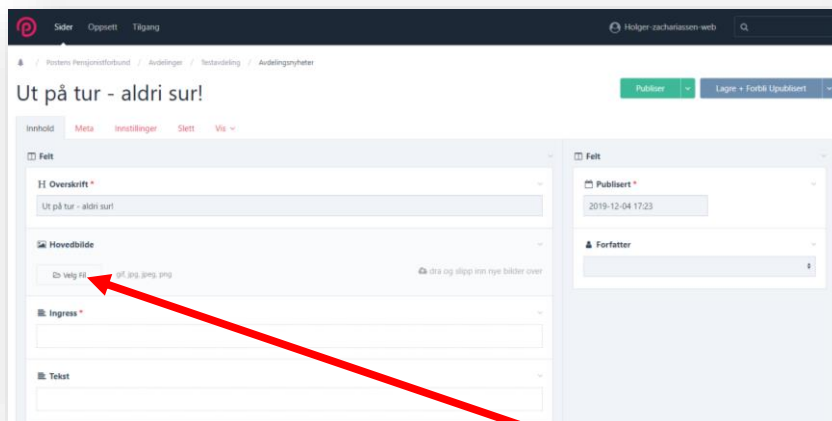 Sider Oppsett Tilgang Holger-zachariassen-web
/ Postens Pensjonistforbund / Avdelinger / Testavdeling / Avdelingsnyheter
Ut på tur - aldri sur!
Publiser Lagre + Forbli Upublisert
Innhold Meta Innstillinger Slett Vis
Felt
Overskrift *
Ut på tur - aldri sur!
Hovedbilde
Velg Fil gif, jpg, jpeg, png dra og slipp inn nye bilder over
Ingress *
Tekst
Felt
Publisert *
2019-12-04 17:23
Forfatter